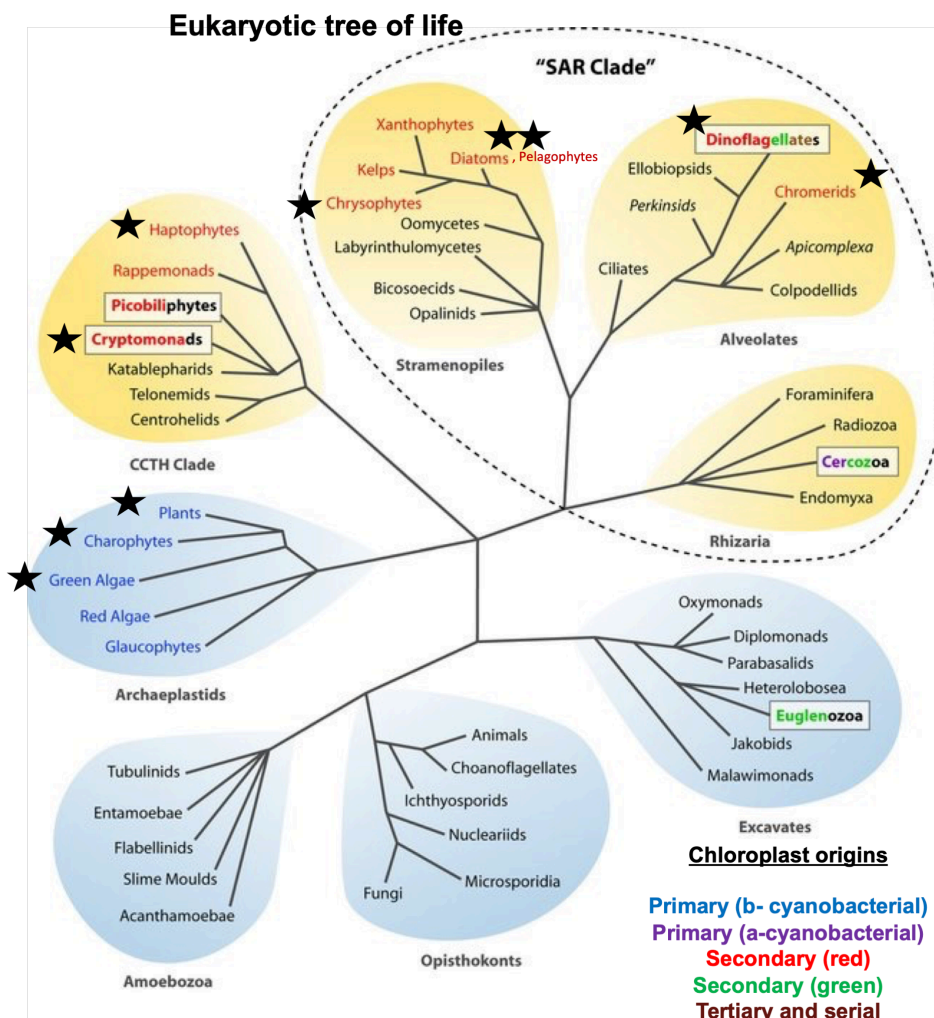 Eukaryotic tree of life
“SAR Clade”
Xanthophytes
Diatoms , Pelagophytes
Kelps
Chrysophytes
Oomycetes
Labyrinthulomycetes
Bicosoecids
Opalinids
Stramenopiles
Dinoflagellates
Ellobiopsids
Chromerids
Perkinsids
Apicomplexa
Ciliates
Colpodellids
Alveolates
Haptophytes
Rappemonads
Picobiliphytes
Cryptomonads
Katablepharids
Telonemids
Centrohelids
CCTH Clade
Foraminifera
Radiozoa
Cercozoa
Endomyxa
Rhizaria
Plants
Charophytes
Green Algae
Red Algae
Glaucophytes
Archaeplastids
Oxymonads
Diplomonads
Parabasalids
Heterolobosea
Euglenozoa
Jakobids
Malawimonads
Excavates
Tubulinids
Entamoebae
Flabellinids
Slime Moulds
Acanthamoebae
Amoebozoa
Animals
Choanoflagellates
Ichthyosporids
Nucleariids
Microsporidia
Fungi
Opisthokonts
Chloroplast origins
Primary (b- cyanobacterial)
Primary (a-cyanobacterial)
Secondary (red)
Secondary (green)
Tertiary and serial